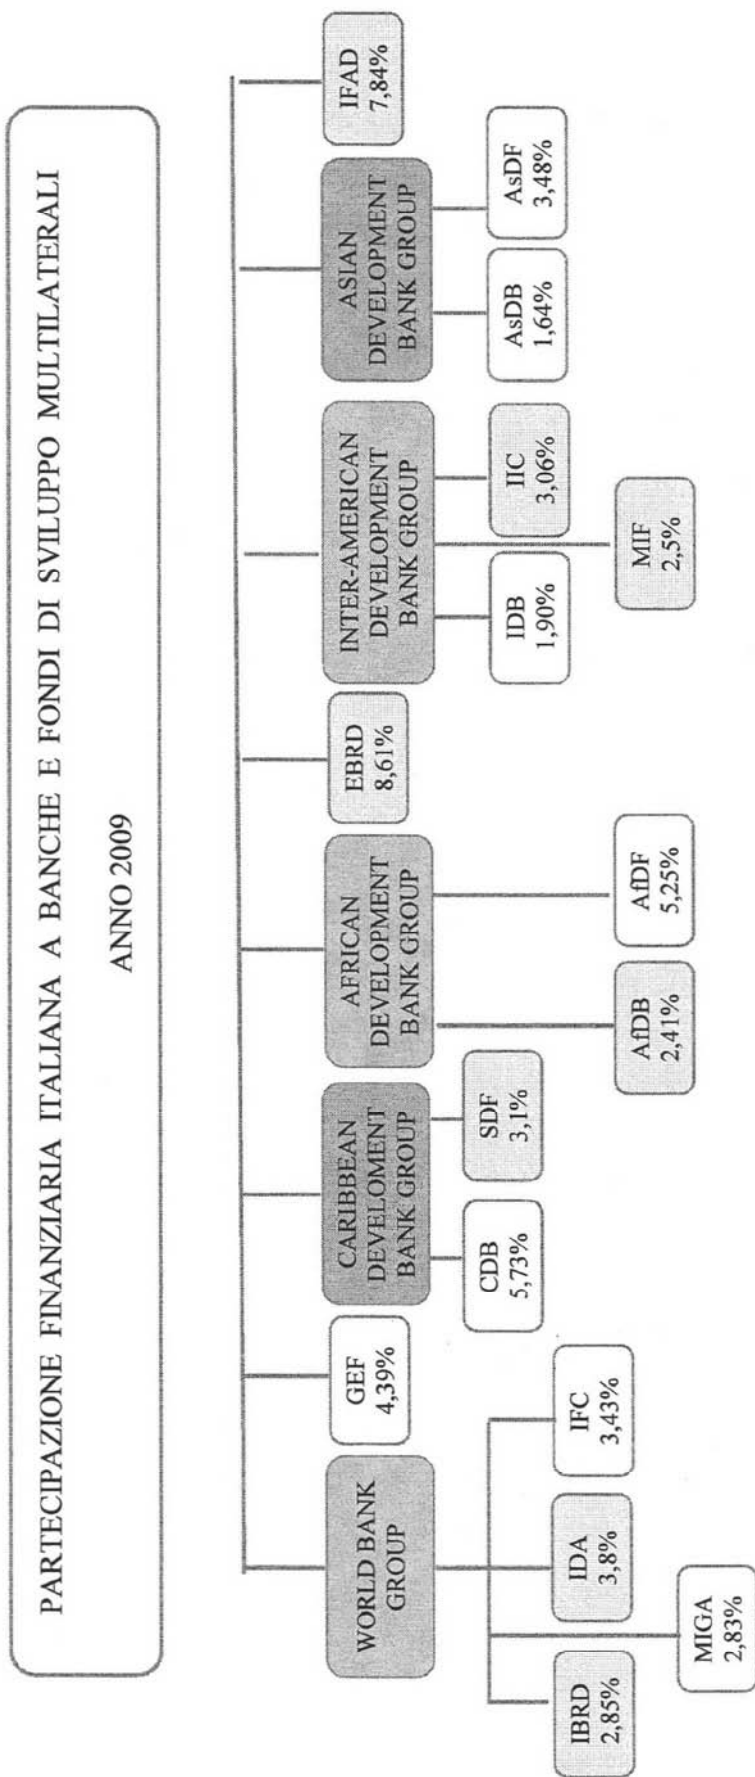 PARTECIPAZIONE FINANZIARIA ITALIANA A BANCHE E FONDI DI SVILUPPO MULTILATERALI
ANNO 2009
WORLD BANK
GROUP
IBRD
2,85%
MIGA
2,83%
IDA
3,8%
IFC
3,43%
GEF
4,39%
CARIBBEAN
DEVELOMENT
BANK GROUP
CDB
5,73%
SDF
3,1%
AFRICAN
DEVELOPMENT
BANK GROUP
AfDB
2,41%
AfDF
5,25%
EBRD
8,61%
INTER-AMERICAN
DEVELOPMENT
BANK GROUP
IDB
1,90%
MIF
2,5%
IIC
3,06%
ASIAN
DEVELOPMENT
BANK GROUP
AsDB
1,64%
AsDF
3,48%
IFAD
7,84%